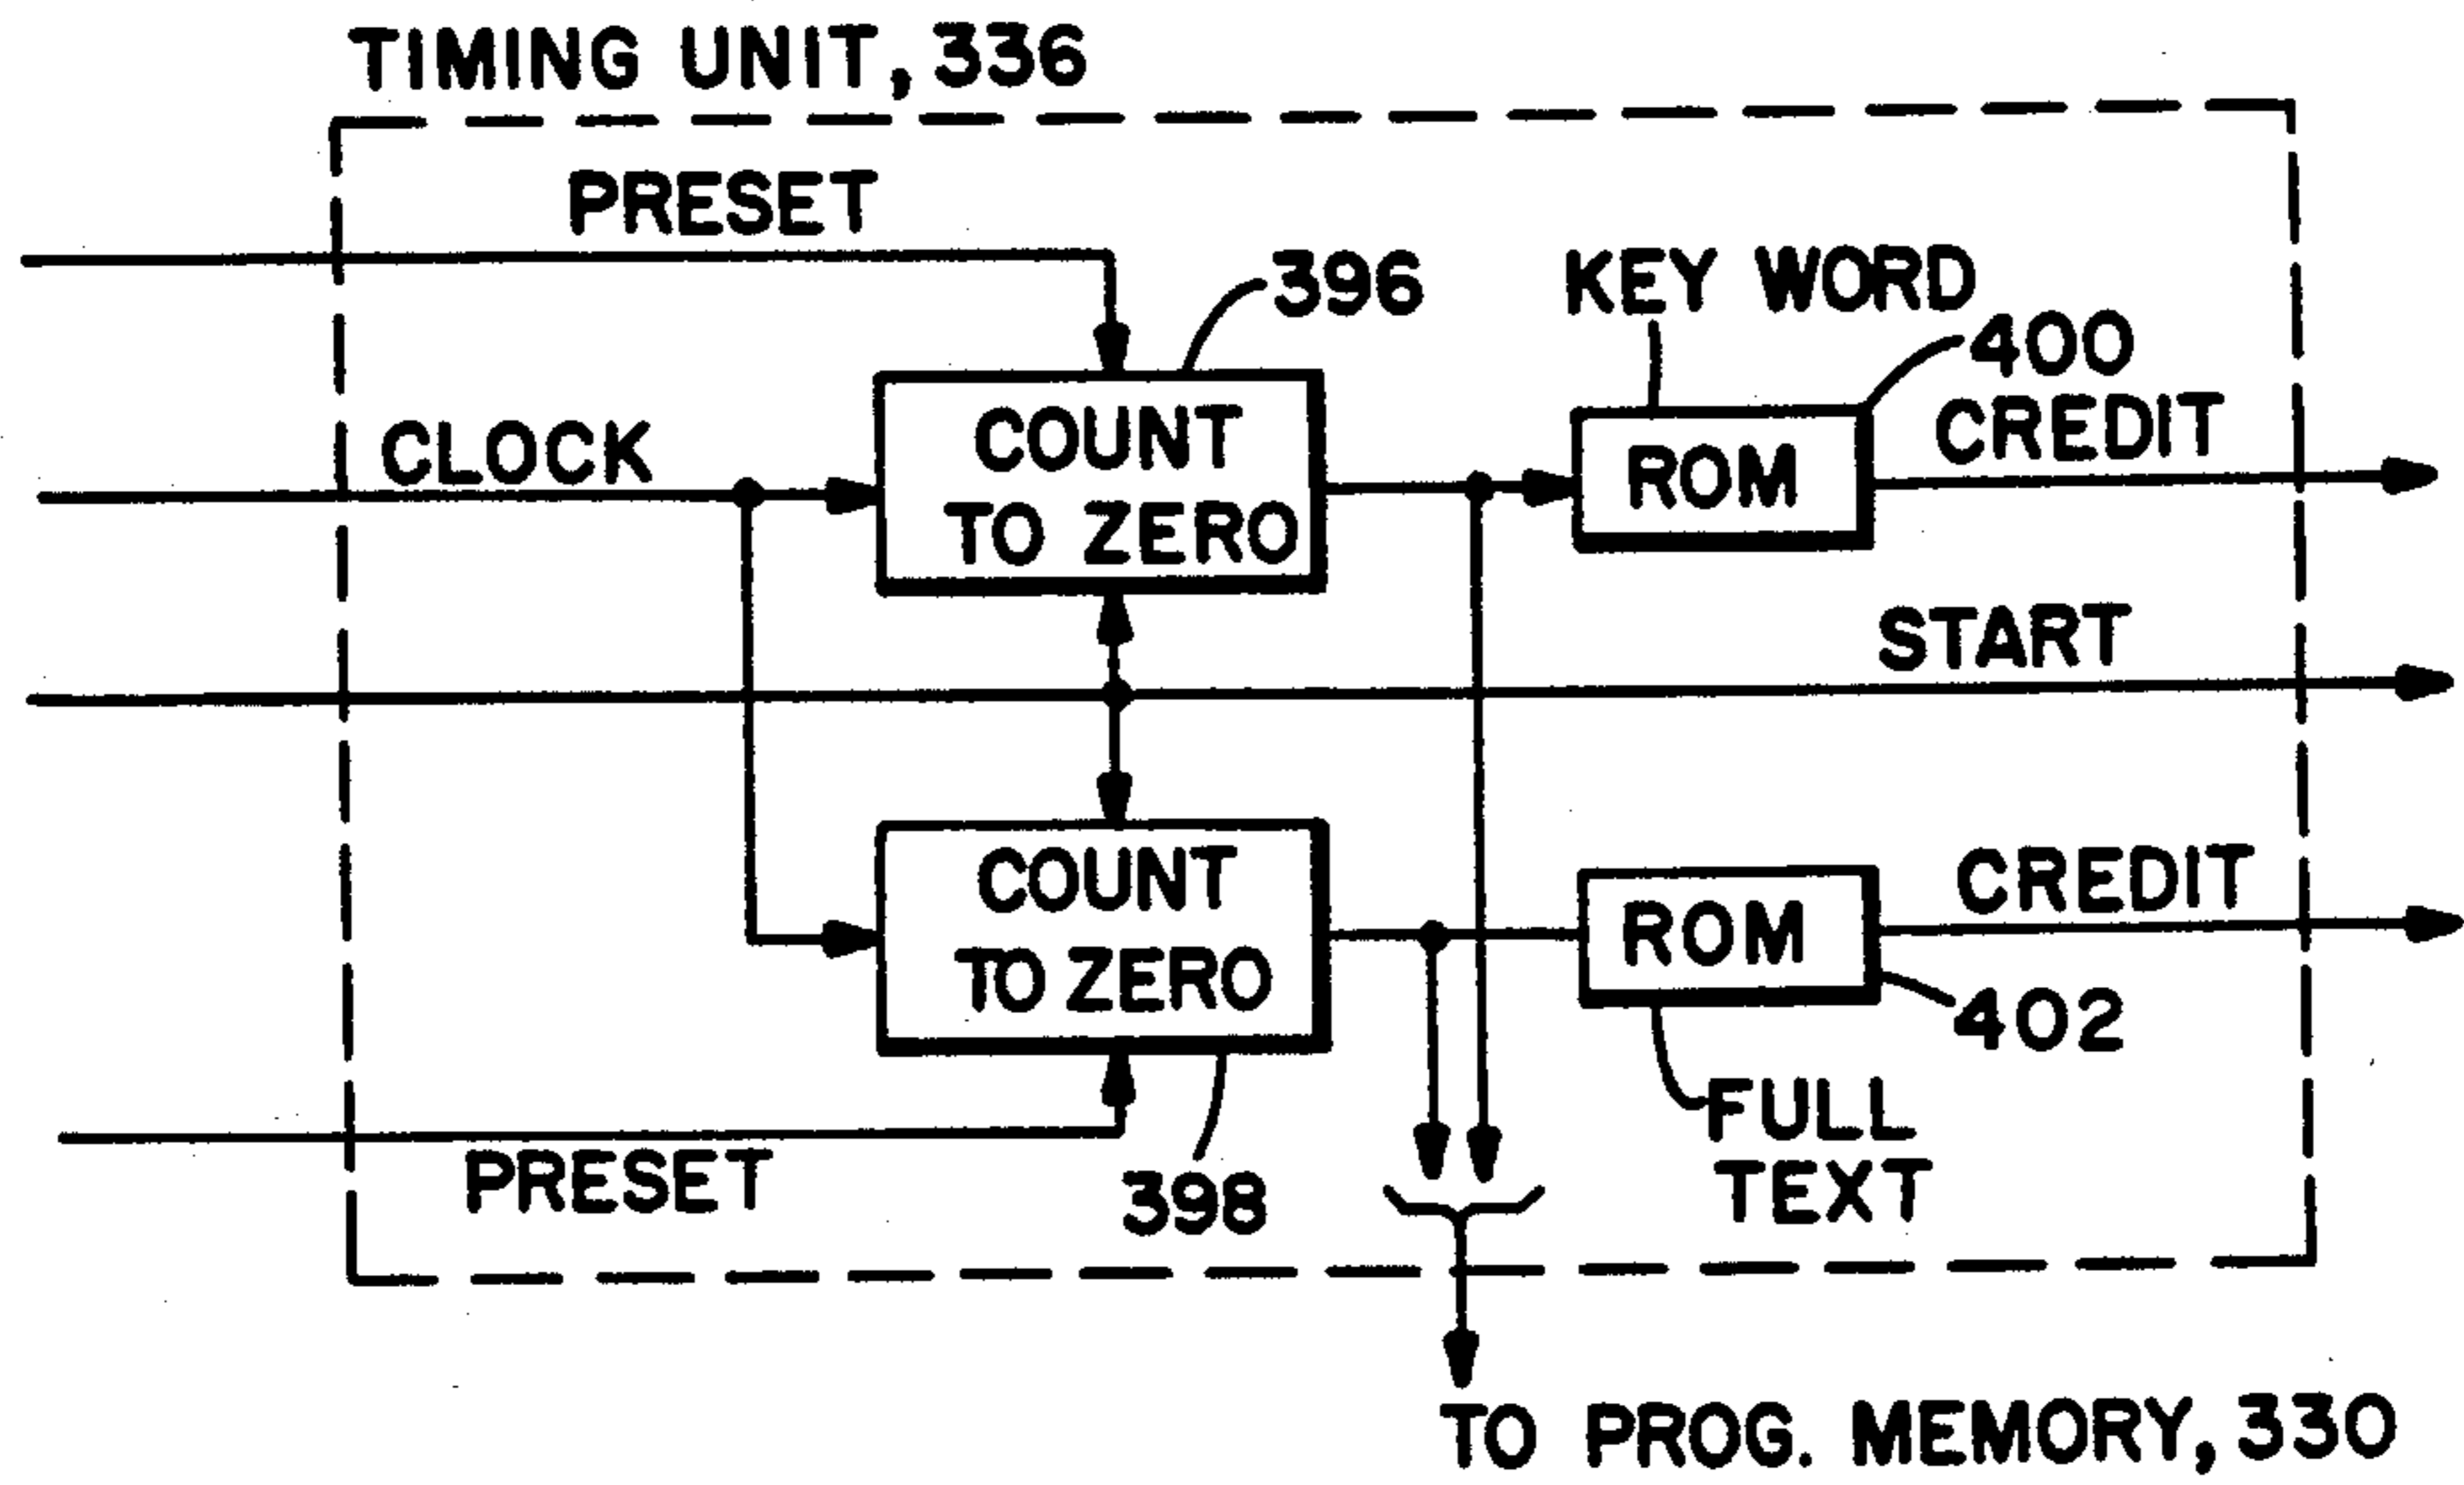 TIMING UNIT, 336
PRESET
396
KEY WORD
400
CLOCK
COUNT
TO ZERO
ROM
CREDIT
START
COUNT
TO ZERO
ROM
CREDIT
402
PRESET
398
FULL
TEXT
TO PROG. MEMORY, 330